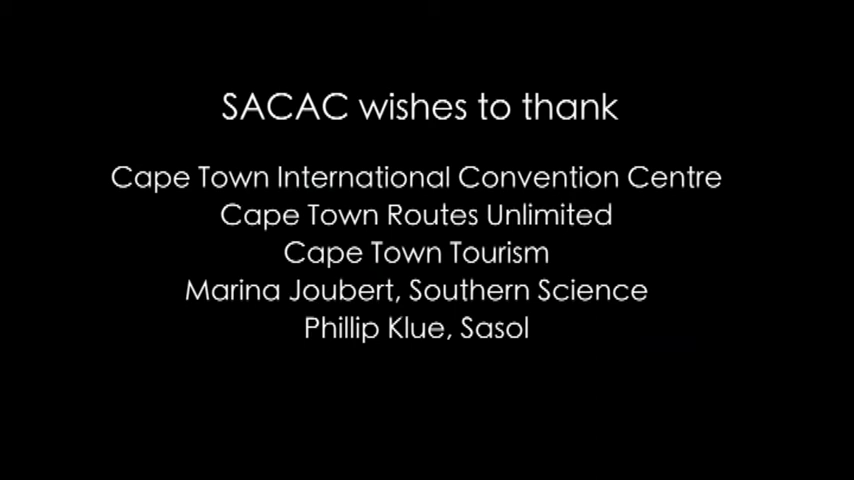 SACAC wishes to thank
Cape Town International Convention Centre
Cape Town Routes Unlimited
Cape Town Tourism
Marina Joubert, Southern Science
Phillip Klue, Sasol